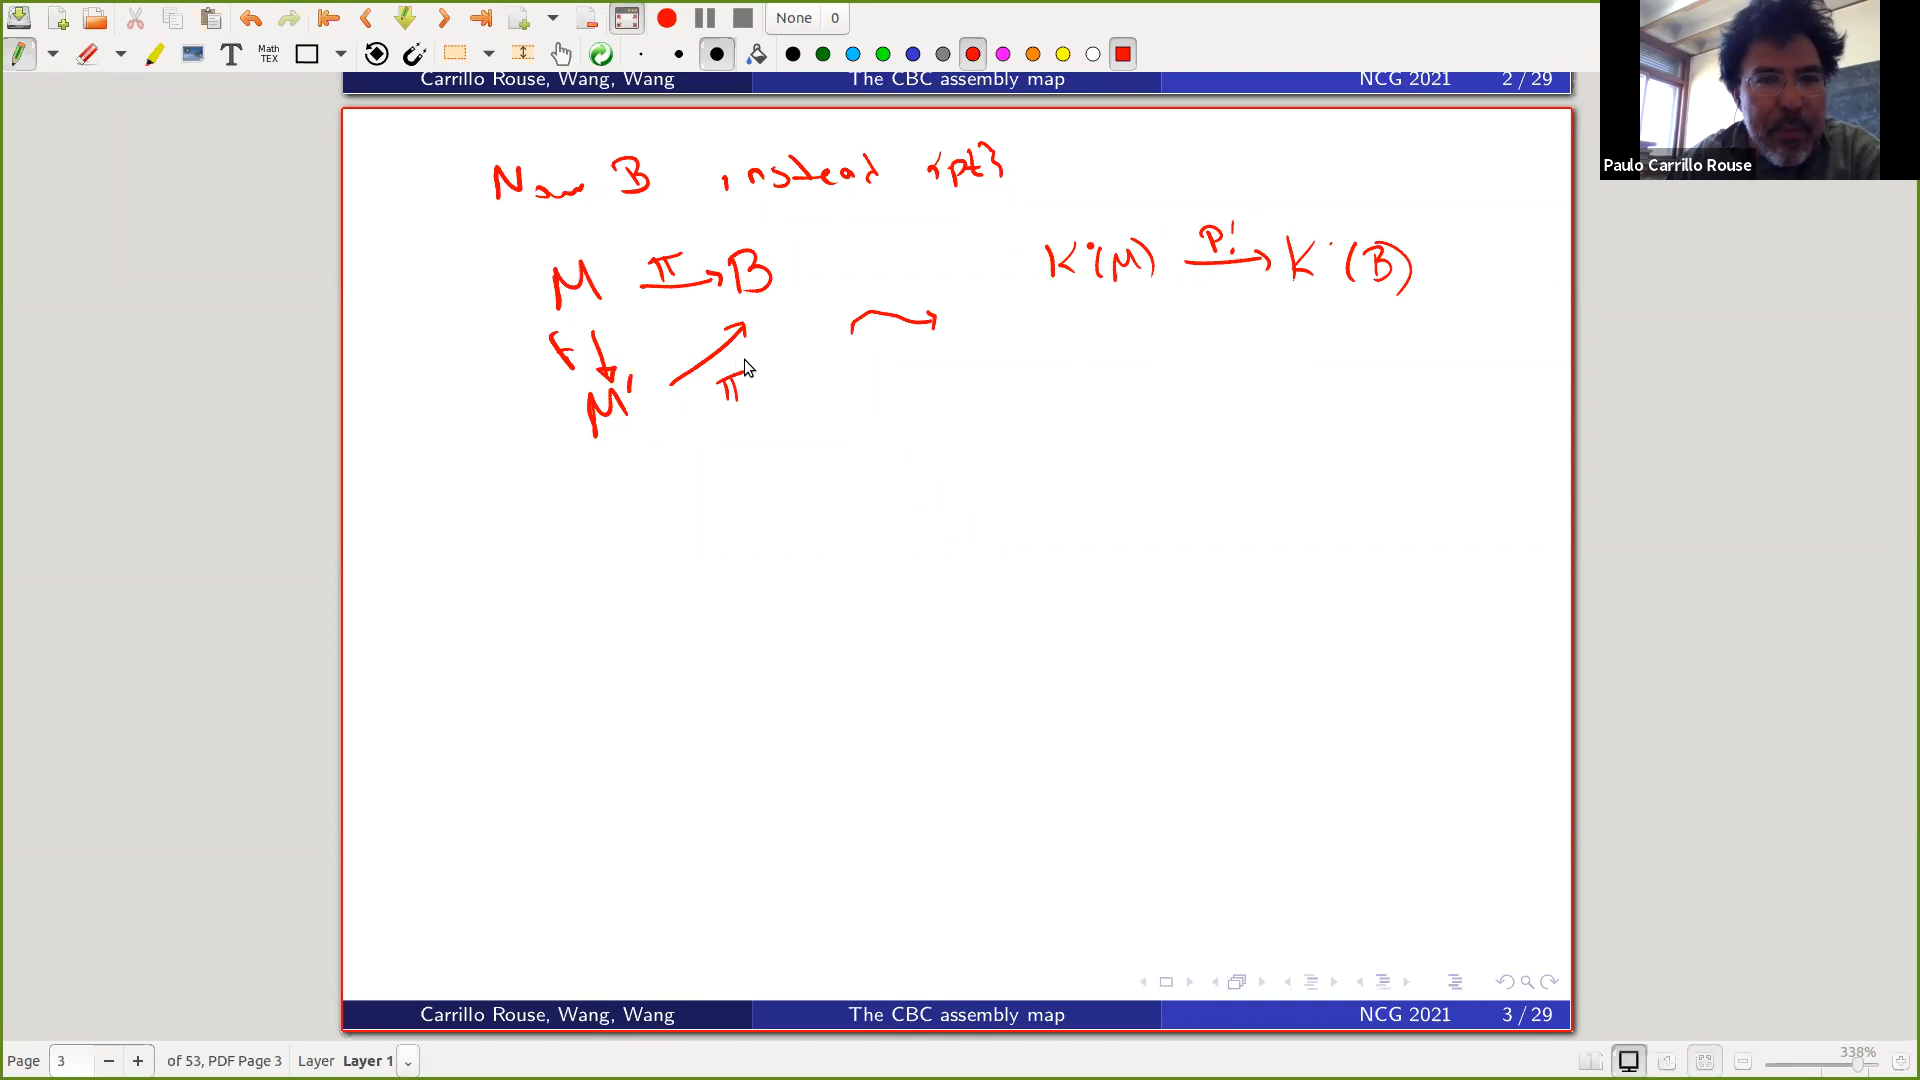 None 0
Math
TEX
Carrillo Rouse, Wang, Wang The CBC assembly map NCG 2021 2 / 29
Paulo Carrillo Rouse
Now B instead {pt}
M π→ B
K·(M) p!→ K·(B)
F ↓
M' π
Carrillo Rouse, Wang, Wang The CBC assembly map NCG 2021 3 / 29
Page 3 of 53, PDF Page 3 Layer Layer 1 338%